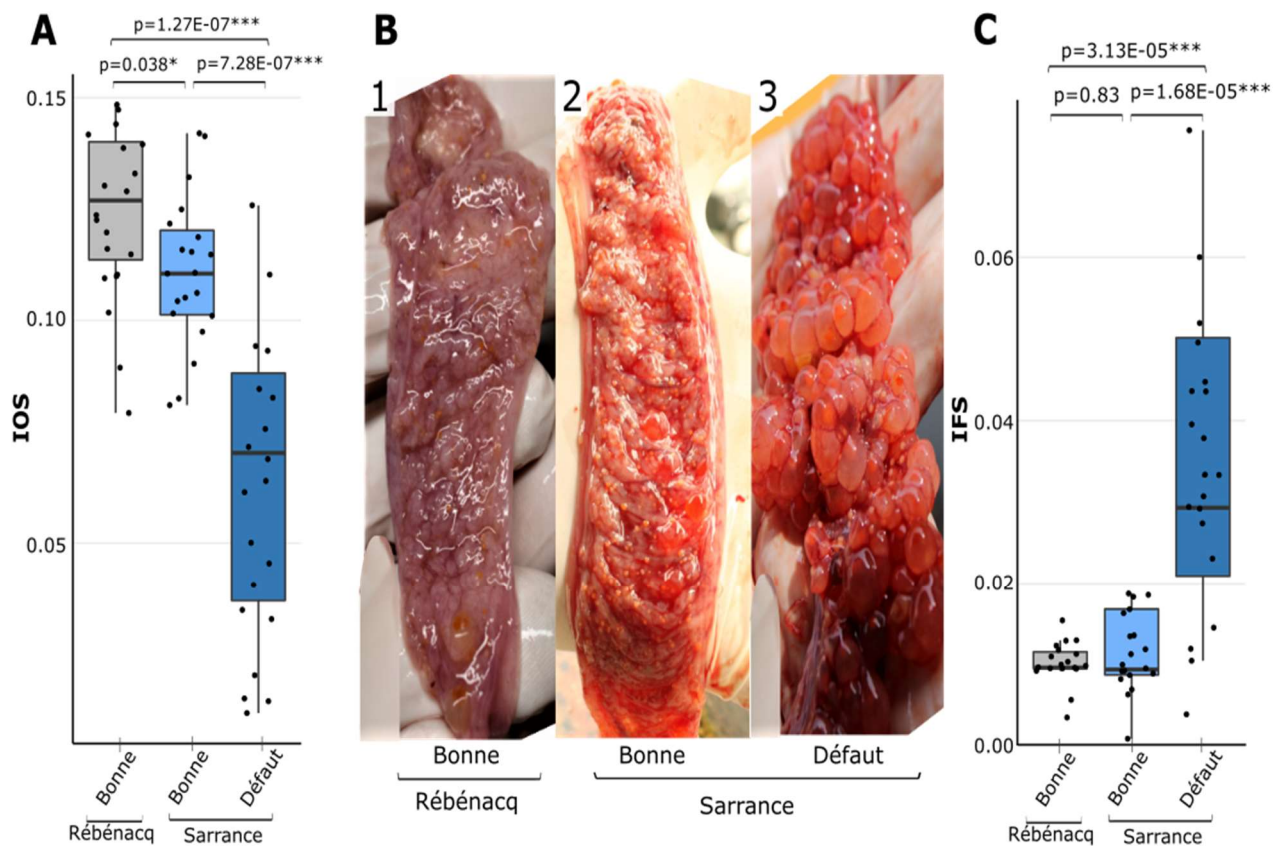 A
p=1.27E-07***
p=0.038*
p=7.28E-07***
0.15
0.10
0.05
IOS
Bonne
Bonne
Défaut
Rébénacq
Sarrance
B
1
2
3
Bonne
Bonne
Défaut
Rébénacq
Sarrance
C
p=3.13E-05***
p=0.83
p=1.68E-05***
0.06
0.04
0.02
0.00
IFS
Bonne
Bonne
Défaut
Rébénacq
Sarrance